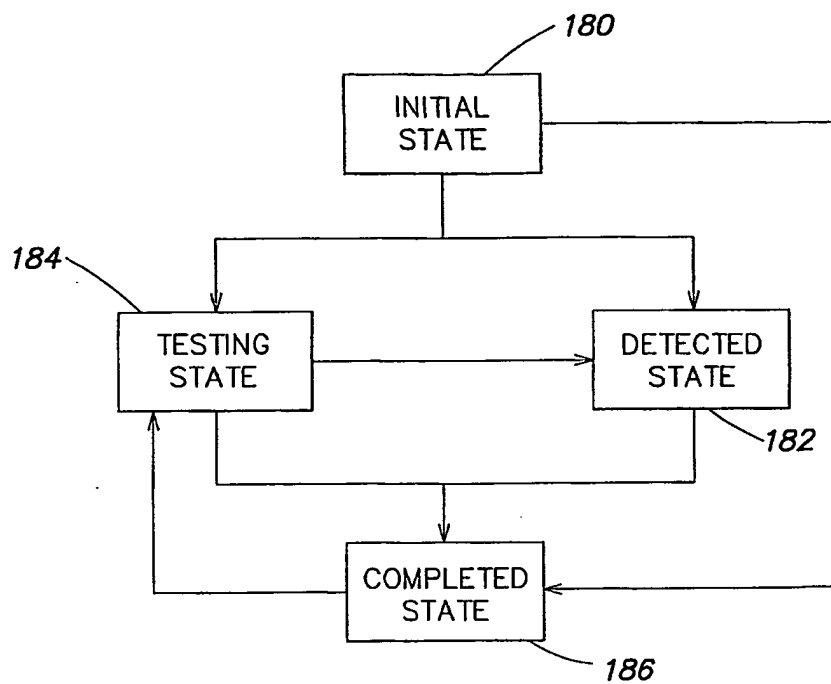 180
INITIAL
STATE
184
TESTING
STATE
DETECTED
STATE
182
COMPLETED
STATE
186